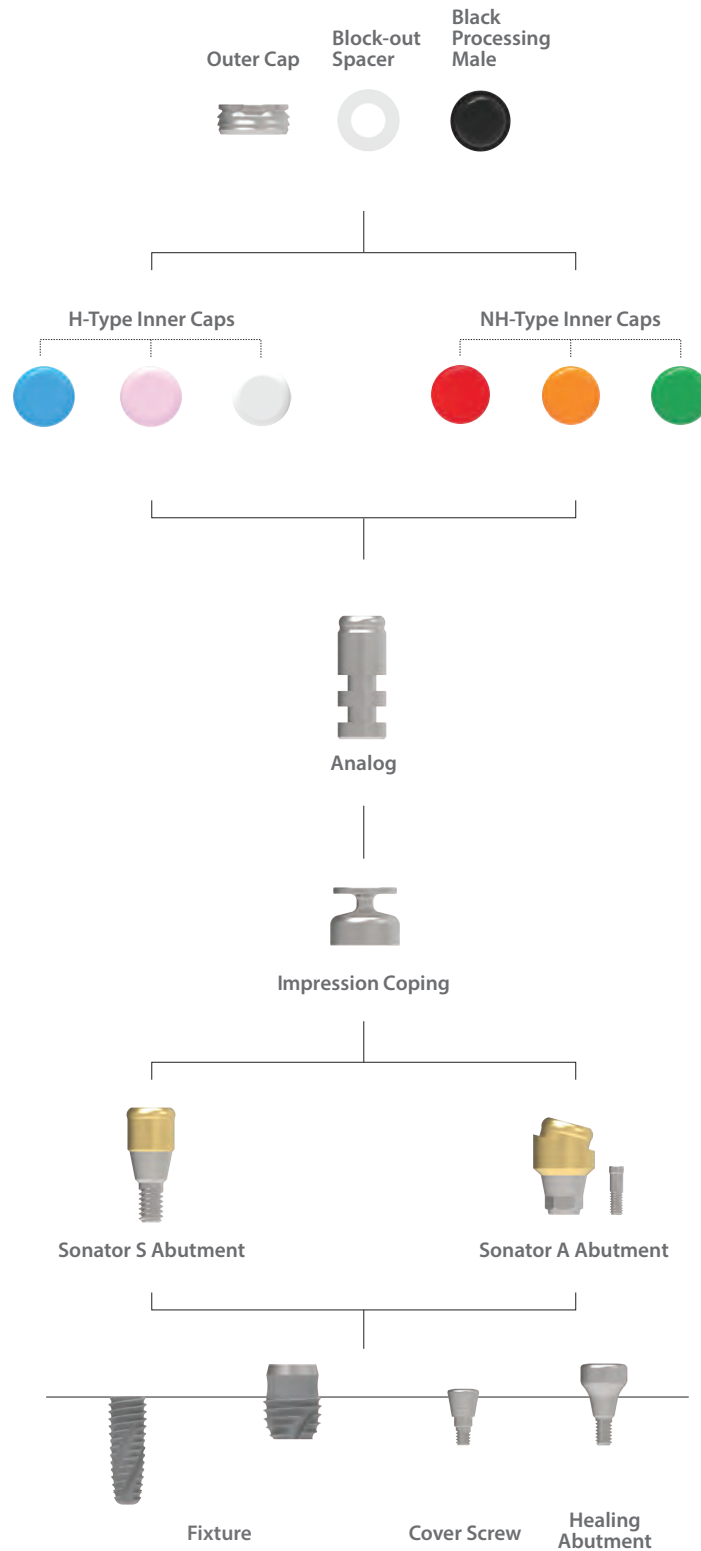 Outer Cap
Block-out
Spacer
Black
Processing
Male
H-Type Inner Caps
NH-Type Inner Caps
Analog
Impression Coping
Sonator S Abutment
Sonator A Abutment
Fixture
Cover Screw
Healing
Abutment